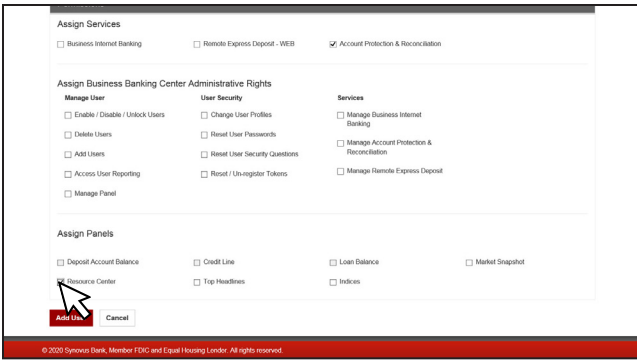 Assign Services
Business Internet Banking Remote Express Deposit - WEB Account Protection & Reconciliation
Assign Business Banking Center Administrative Rights
Manage User User Security Services
Enable / Disable / Unlock Users Change User Profiles Manage Business Internet
Banking
Delete Users Reset User Passwords
Manage Account Protection &
Reconciliation
Add Users Reset User Security Questions
Access User Reporting Reset / Un-register Tokens Manage Remote Express Deposit
Manage Panel
Assign Panels
Deposit Account Balance Credit Line Loan Balance Market Snapshot
Resource Center Top Headlines Indices
Add Cancel
© 2020 Synovus Bank, Member FDIC and Equal Housing Lender. All rights reserved.